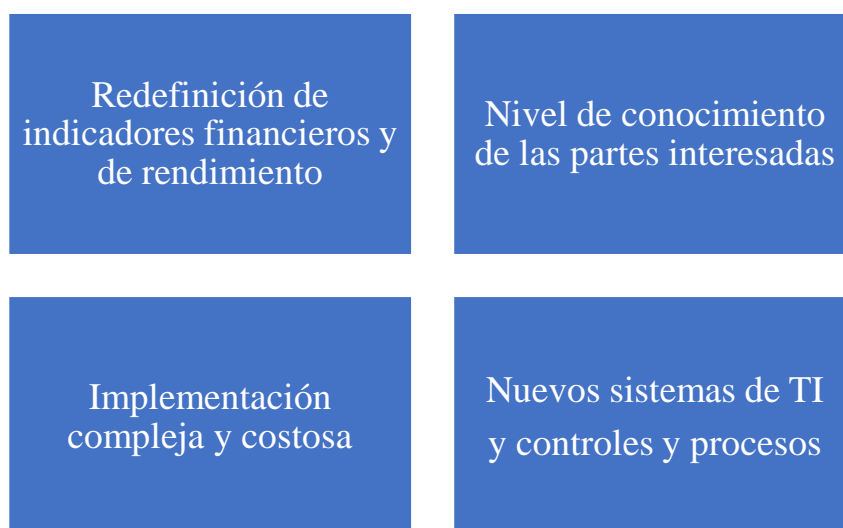 Redefinición de
indicadores financieros y
de rendimiento
Nivel de conocimiento
de las partes interesadas
Implementación
compleja y costosa
Nuevos sistemas de TI
y controles y procesos